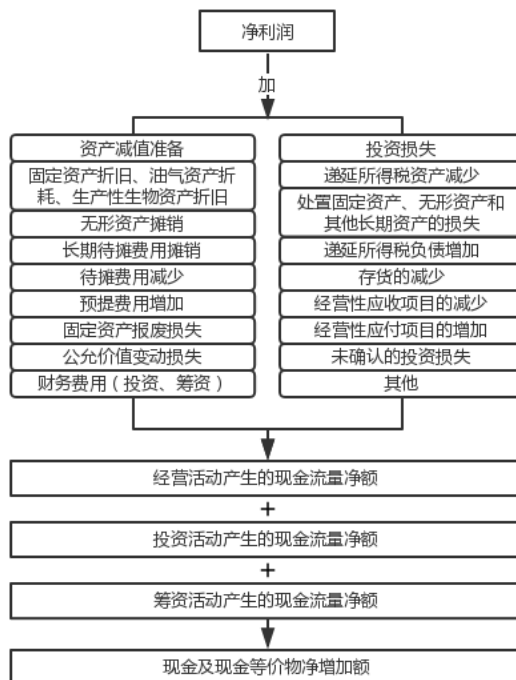 净利润
加
资产减值准备
固定资产折旧、油气资产折
耗、生产性生物资产折旧
无形资产摊销
长期待摊费用摊销
待摊费用减少
预提费用增加
固定资产报废损失
公允价值变动损失
财务费用（投资、筹资）
投资损失
递延所得税资产减少
处置固定资产、无形资产和
其他长期资产的损失
递延所得税负债增加
存货的减少
经营性应收项目的减少
经营性应付项目的增加
未确认的投资损失
其他
经营活动产生的现金流量净额
+
投资活动产生的现金流量净额
+
筹资活动产生的现金流量净额
现金及现金等价物净增加额